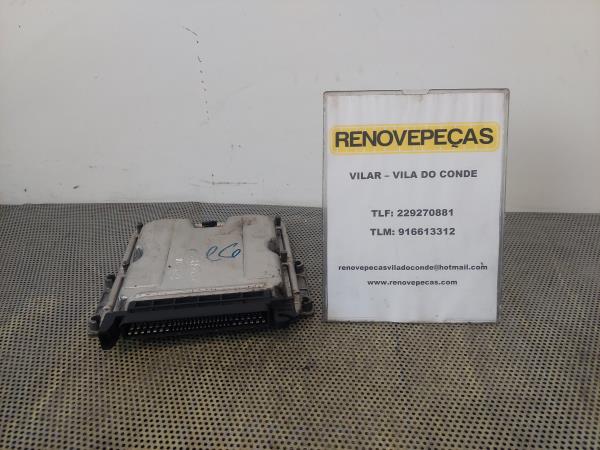 RENOVEPEÇAS
VILAR – VILA DO CONDE
TLF: 229270881
TLM: 916613312
renovepecasviladoconde@hotmail.com
www.renovepecas.com